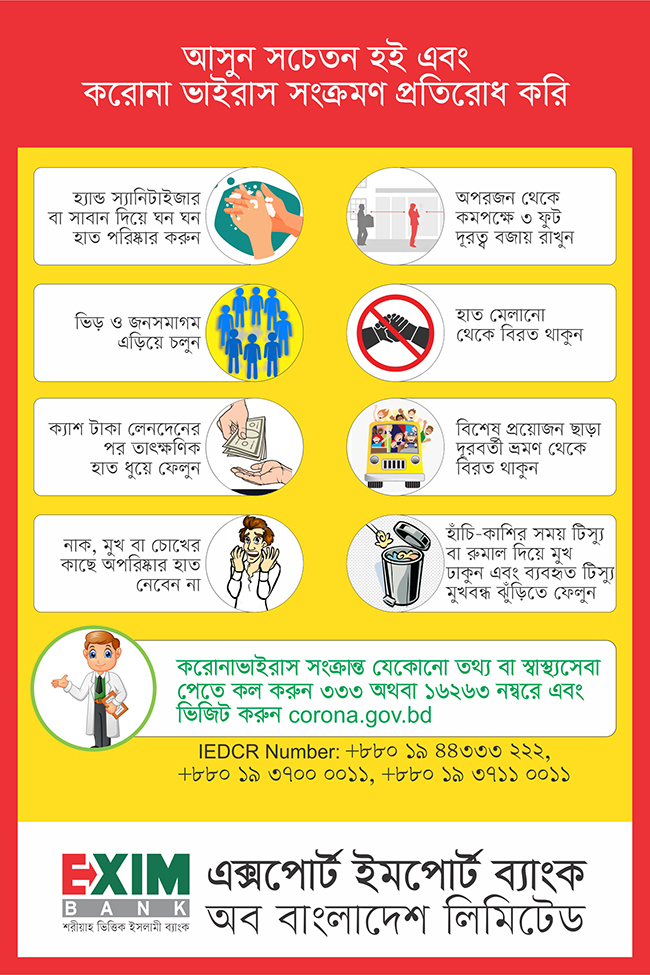 আসুন সচেতন হই এবং
করোনা ভাইরাস সংক্রমণ প্রতিরোধ করি
হ্যান্ড স্যানিটাইজার
বা সাবান দিয়ে ঘন ঘন
হাত পরিষ্কার করুন
অপরজন থেকে
কমপক্ষে ৩ ফুট
দূরত্ব বজায় রাখুন
ভিড় ও জনসমাগম
এড়িয়ে চলুন
হাত মেলানো
থেকে বিরত থাকুন
ক্যাশ টাকা লেনদেনের
পর তাৎক্ষণিক
হাত ধুয়ে ফেলুন
বিশেষ প্রয়োজন ছাড়া
দূরবর্তী ভ্রমণ থেকে
বিরত থাকুন
নাক, মুখ বা চোখের
কাছে অপরিষ্কার হাত
নেবেন না
হাঁচি-কাশির সময় টিস্যু
বা রুমাল দিয়ে মুখ
ঢাকুন এবং ব্যবহৃত টিস্যু
মুখবন্ধ ঝুঁড়িতে ফেলুন
করোনাভাইরাস সংক্রান্ত যেকোনো তথ্য বা স্বাস্থ্যসেবা
পেতে কল করুন ৩৩৩ অথবা ১৬২৬৩ নম্বরে এবং
ভিজিট করুন corona.gov.bd
IEDCR Number: +৮৮০ ১৯ ৪৪৩৩৩ ২২২,
+৮৮০ ১৯ ৩৭০০ ০০১১, +৮৮০ ১৯ ৩৭১১ ০০১১
EXIM
BANK
শরীয়াহ ভিত্তিক ইসলামী ব্যাংক
এক্সপোর্ট ইমপোর্ট ব্যাংক
অব বাংলাদেশ লিমিটেড